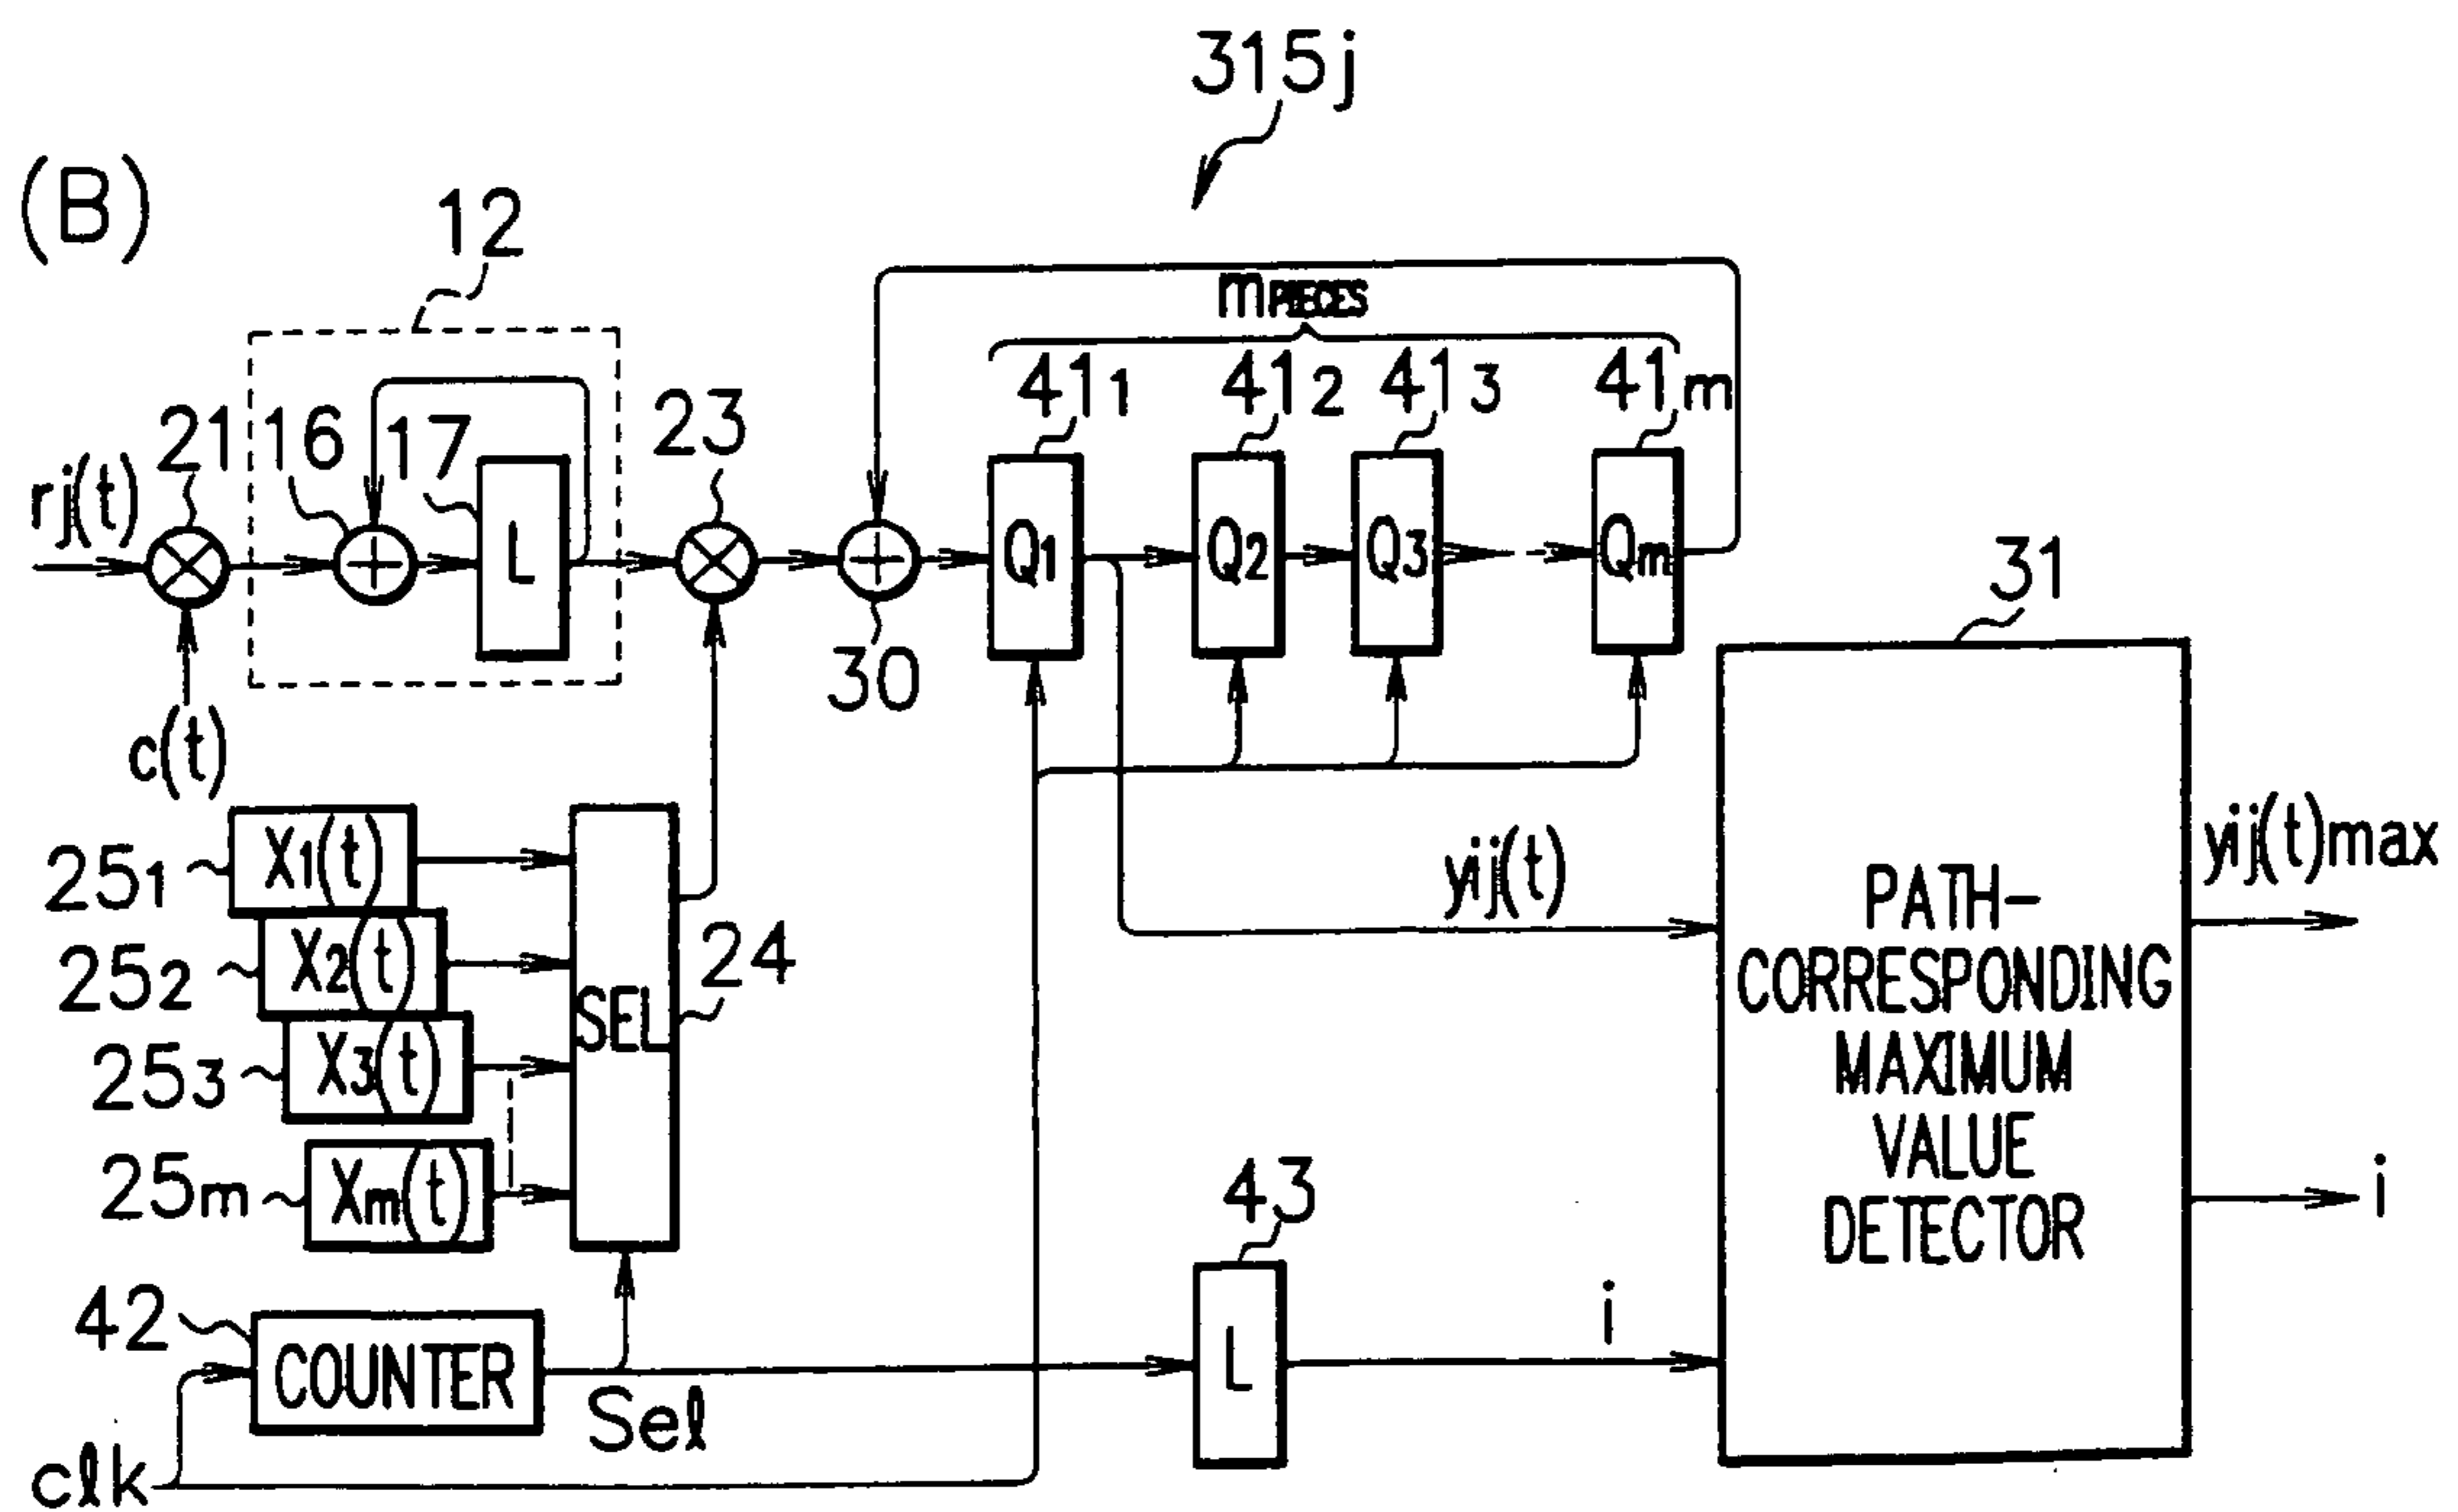 315j
(B)
12
mPIECES
411
412
413
41m
21
16
17
23
rj(t)
L
Q1
Q2
Q3
Qm
31
30
c(t)
X1(t)
251
yij(t)
yij(t)max
PATH-
CORRESPONDING
MAXIMUM
VALUE
DETECTOR
X2(t)
252
24
SEL
X3(t)
253
Xm(t)
25m
43
i
42
COUNTER
L
i
Sel
clk